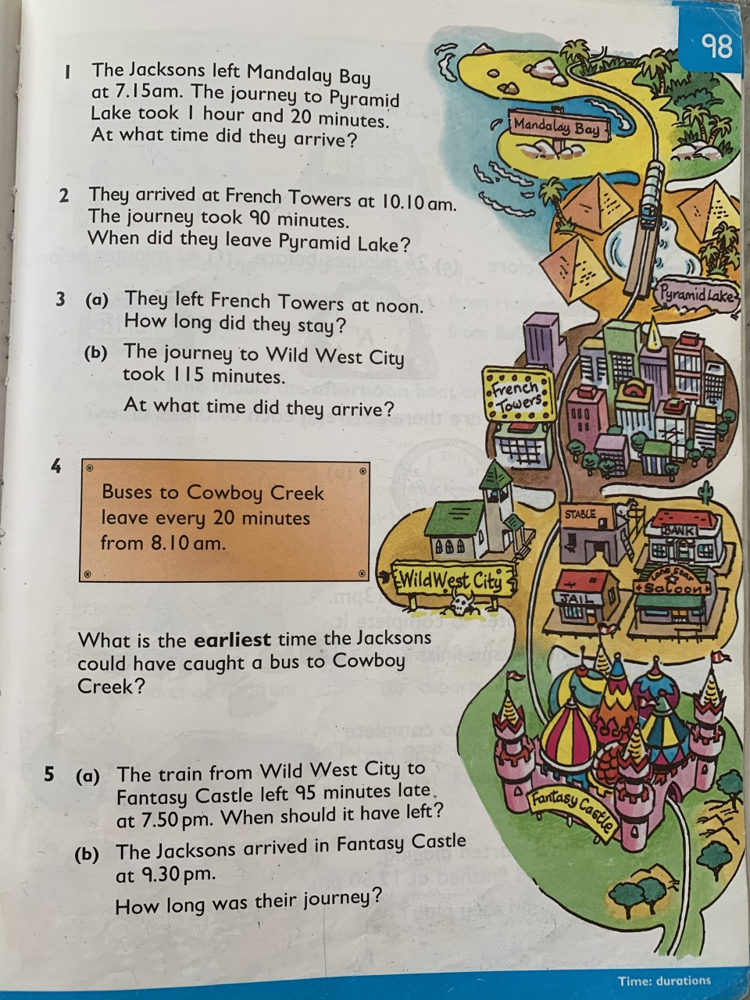 98
1 The Jacksons left Mandalay Bay
at 7.15am. The journey to Pyramid
Lake took 1 hour and 20 minutes.
At what time did they arrive?
Mandalay Bay
2 They arrived at French Towers at 10.10am.
The journey took 90 minutes.
When did they leave Pyramid Lake?
Pyramid Lake
3 (a) They left French Towers at noon.
How long did they stay?
(b) The journey to Wild West City
took 115 minutes.
At what time did they arrive?
French
Towers
4
Buses to Cowboy Creek
leave every 20 minutes
from 8.10am.
STABLE
BANK
Wild West City
JAIL
Lone Star
Saloon
What is the earliest time the Jacksons
could have caught a bus to Cowboy
Creek?
5 (a) The train from Wild West City to
Fantasy Castle left 95 minutes late
at 7.50pm. When should it have left?
(b) The Jacksons arrived in Fantasy Castle
at 9.30pm.
How long was their journey?
Fantasy Castle
Time: durations